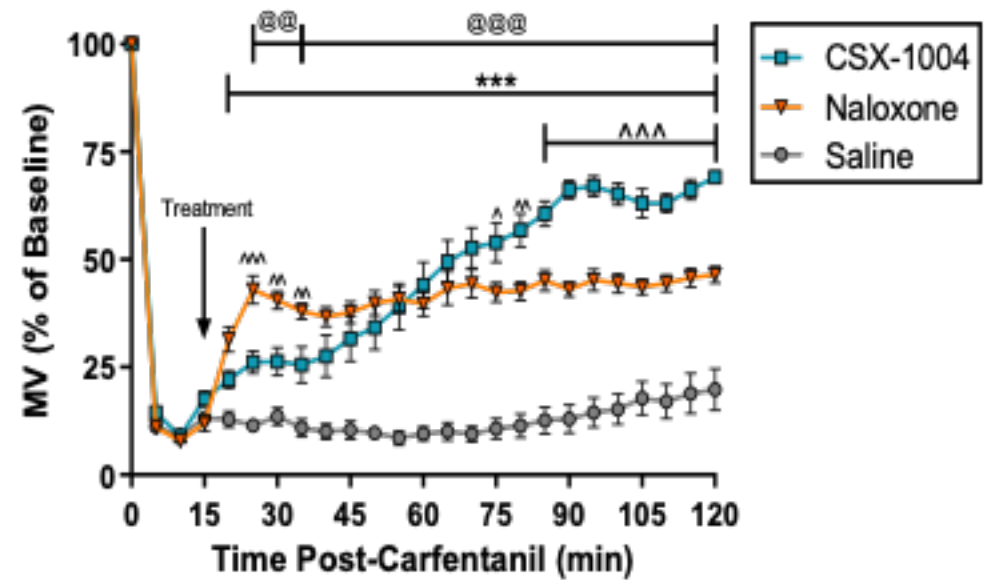 @@ @@@
***
^^^
CSX-1004
Naloxone
Saline
MV (% of Baseline)
100
75
50
25
0
Treatment
^^^
^^
^^
^
^^
0 15 30 45 60 75 90 105 120
Time Post-Carfentanil (min)